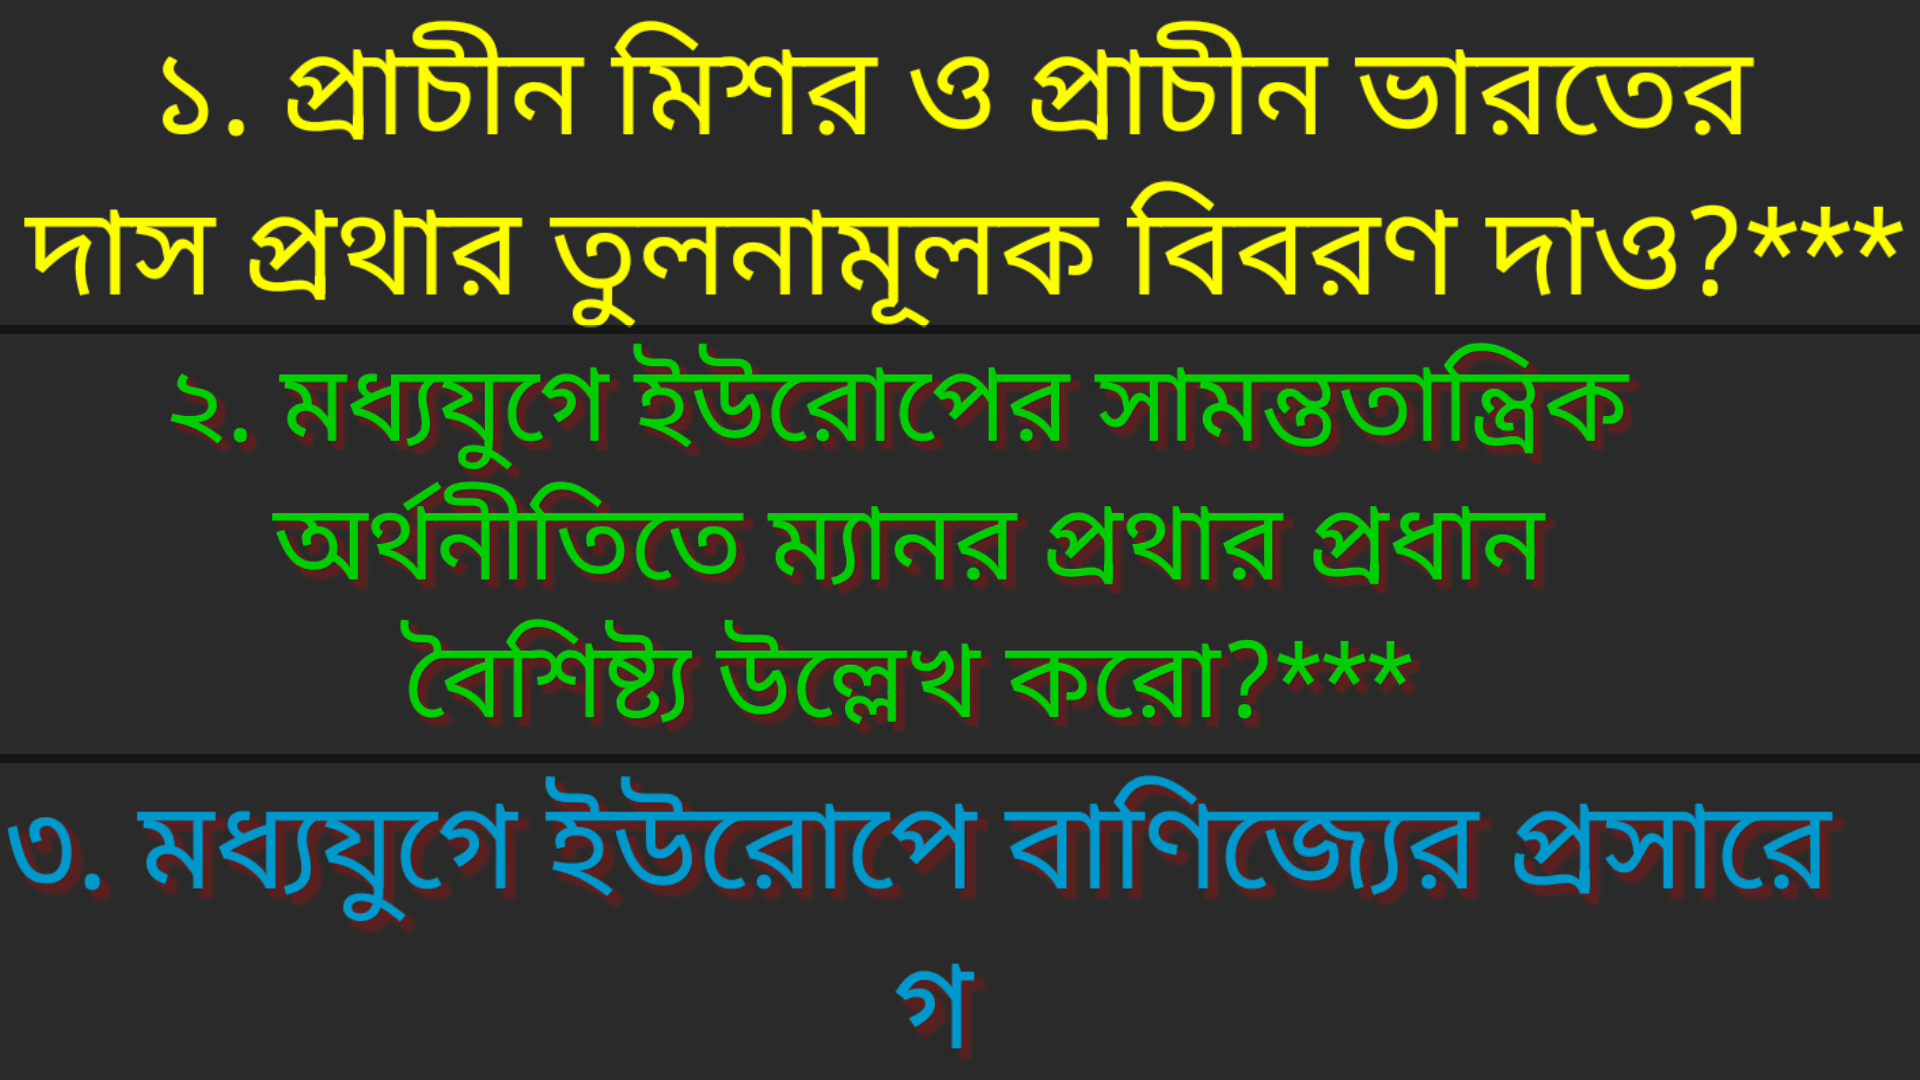 ১. প্রাচীন মিশর ও প্রাচীন ভারতের
দাস প্রথার তুলনামূলক বিবরণ দাও?***
২. মধ্যযুগে ইউরোপের সামন্ততান্ত্রিক
অর্থনীতিতে ম্যানর প্রথার প্রধান
বৈশিষ্ট্য উল্লেখ করো?***
৩. মধ্যযুগে ইউরোপে বাণিজ্যের প্রসারে
গ